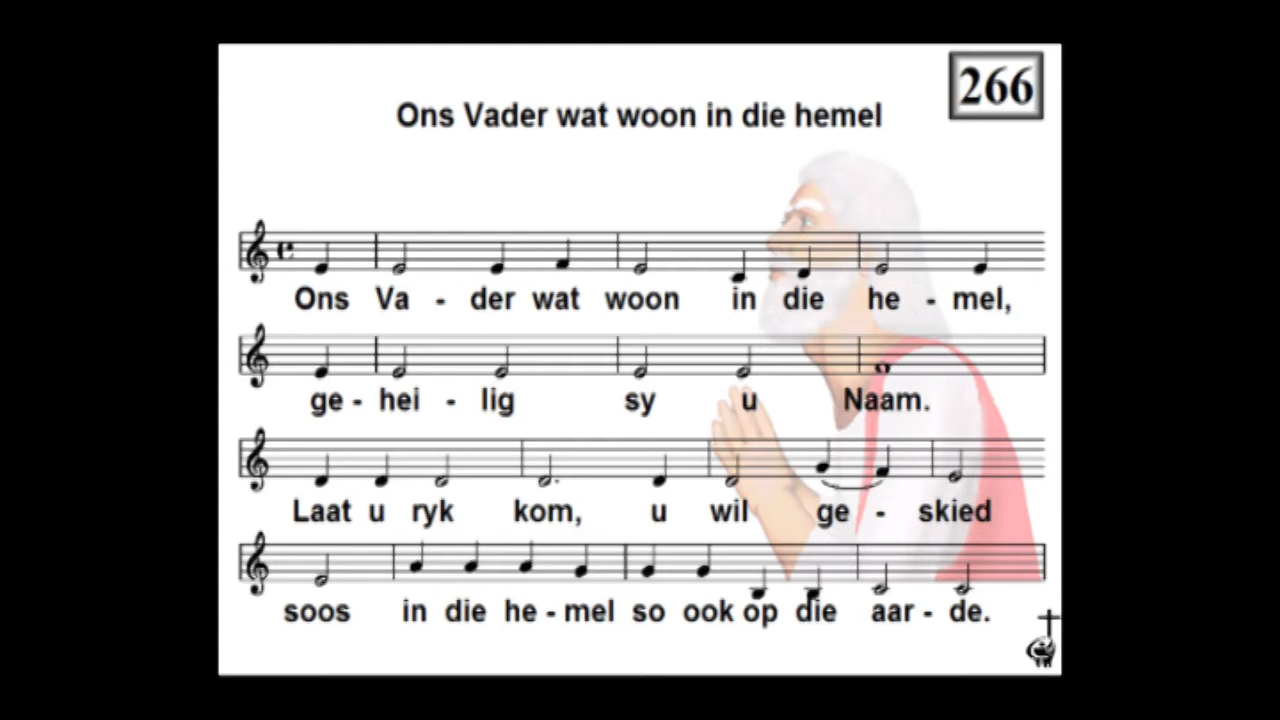 266
Ons Vader wat woon in die hemel
Ons Va - der wat woon in die he - mel,
ge - hei - lig sy u Naam.
Laat u ryk kom, u wil ge - skied
soos in die he - mel so ook op die aar - de.